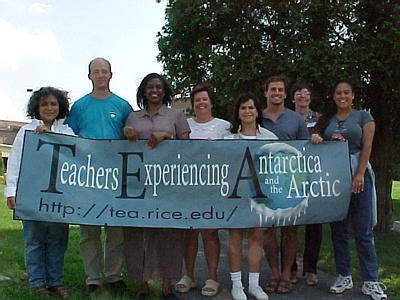 Teachers Experiencing Antarctica
and the Arctic
http://tea.rice.edu/